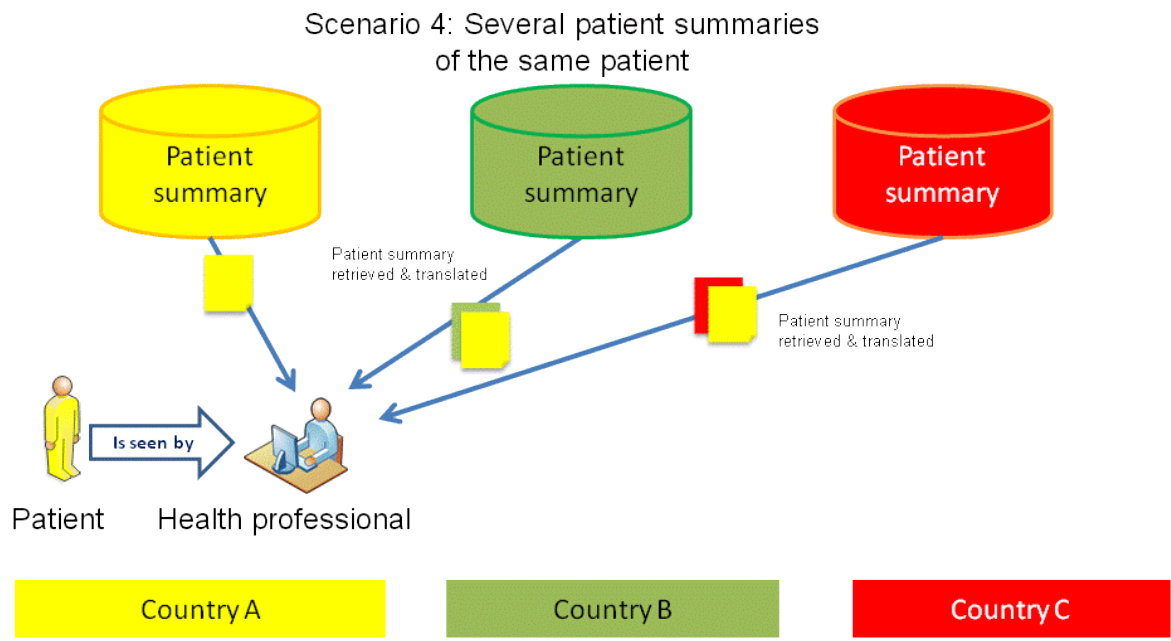 Scenario 4: Several patient summaries
of the same patient
Patient
summary
Patient
summary
Patient
summary
Patient summary
retrieved & translated
Patient summary
retrieved & translated
Is seen by
Patient
Health professional
Country A
Country B
Country C